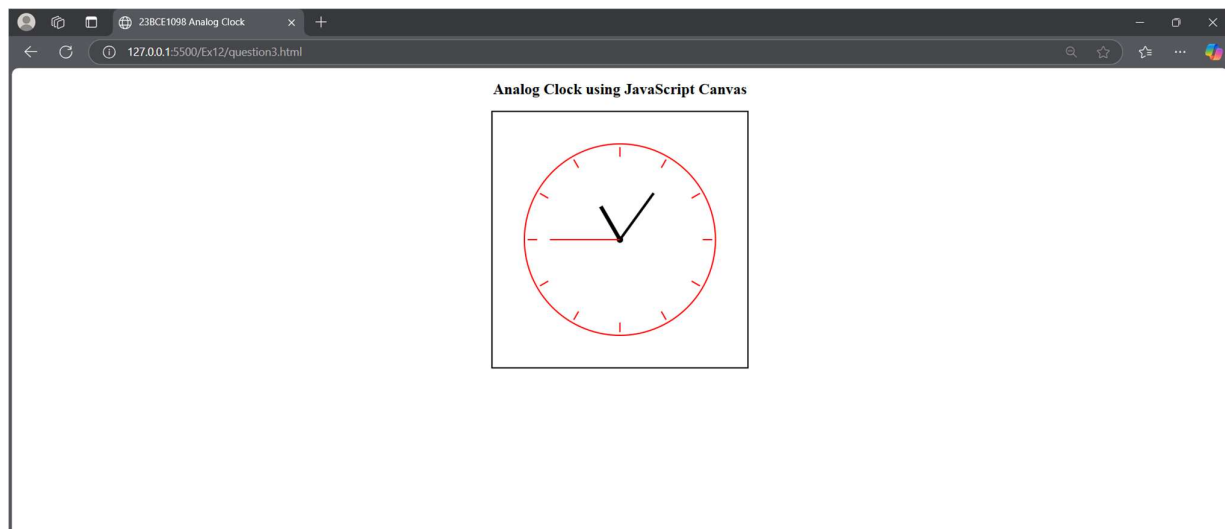 23BCE1098 Analog Clock
127.0.0.1:5500/Ex12/question3.html
Analog Clock using JavaScript Canvas